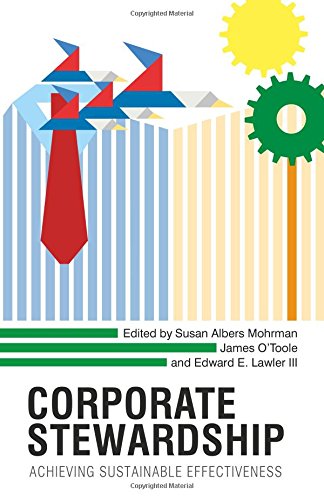 Copyrighted Material
Edited by Susan Albers Mohrman
James O'Toole
and Edward E. Lawler III
CORPORATE
STEWARDSHIP
ACHIEVING SUSTAINABLE EFFECTIVENESS
Copyrighted Material